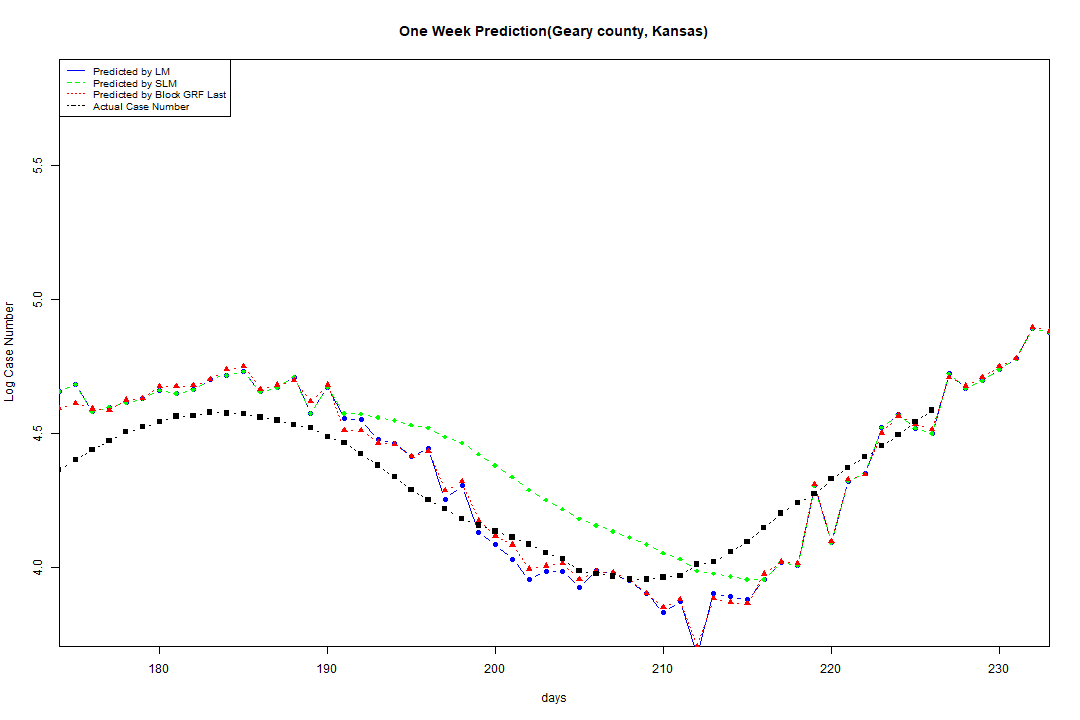 One Week Prediction(Geary county, Kansas)
Predicted by LM
Predicted by SLM
Predicted by Block GRF Last
Actual Case Number
Log Case Number
5.5
5.0
4.5
4.0
180 190 200 210 220 230
days